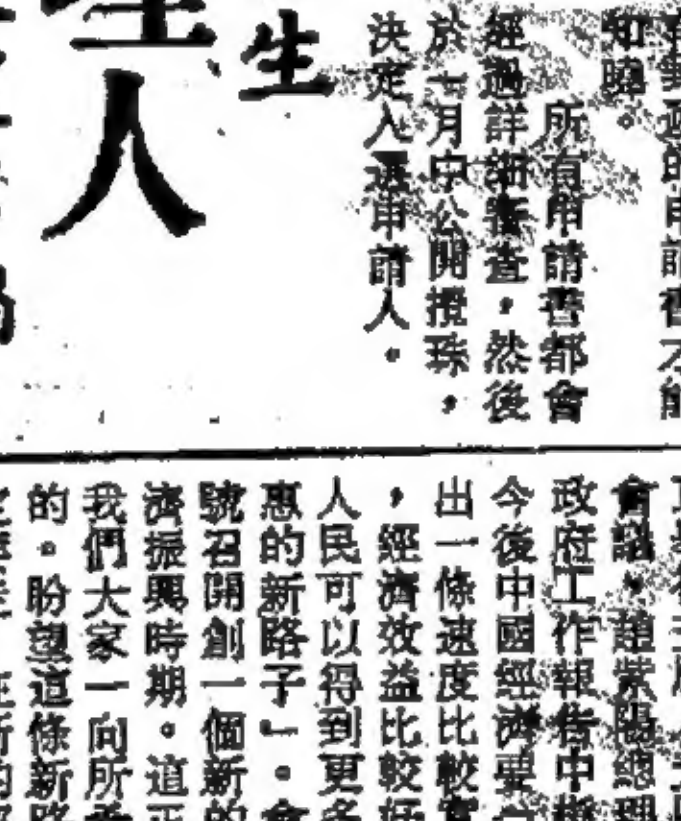 知曉。
所有申請書都會
經過詳細審查，然後
於十月中公開攪珠，
決定入選申請人。
生
人
會議，趙紫陽總理
政府工作報告中
今後中國經濟要
出一條速度比較實
，經濟效益比較
人民可以得到更多
惠的新路子」。會
號召開創一個新的
濟振興時期。這正
我們大家一向所
的。盼望這條新路